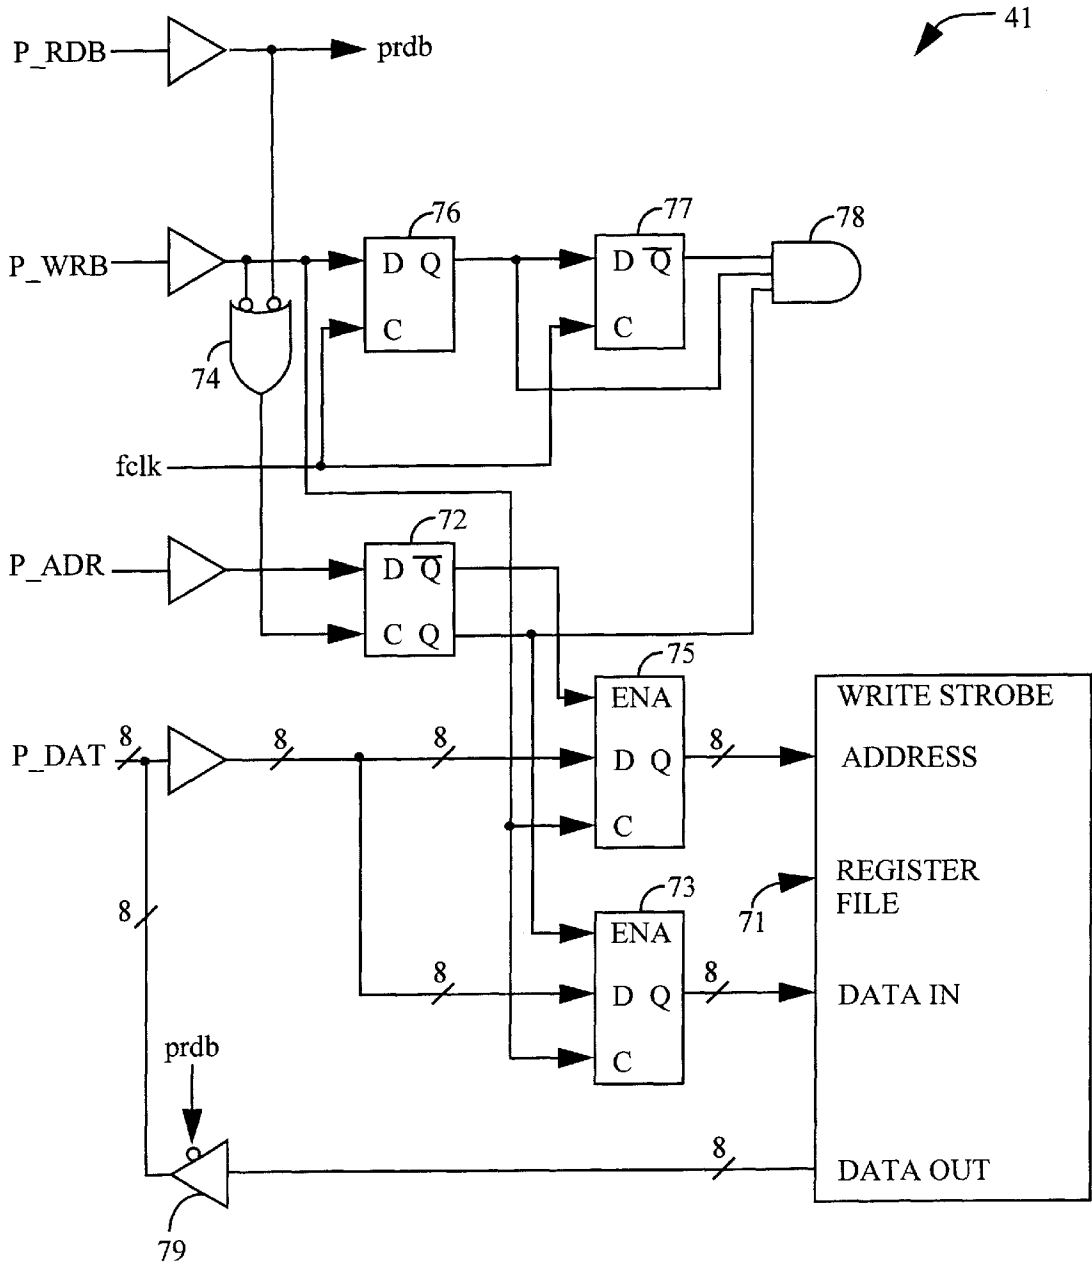 41
P_RDB
prdb
76
77
78
P_WRB
D Q
D Q
C
C
74
fclk
72
P_ADR
D Q
C Q
75
ENA
WRITE STROBE
P_DAT
8
8
8
D Q
8
ADDRESS
C
73
REGISTER
FILE
71
8
ENA
8
D Q
8
DATA IN
prdb
C
8
DATA OUT
79